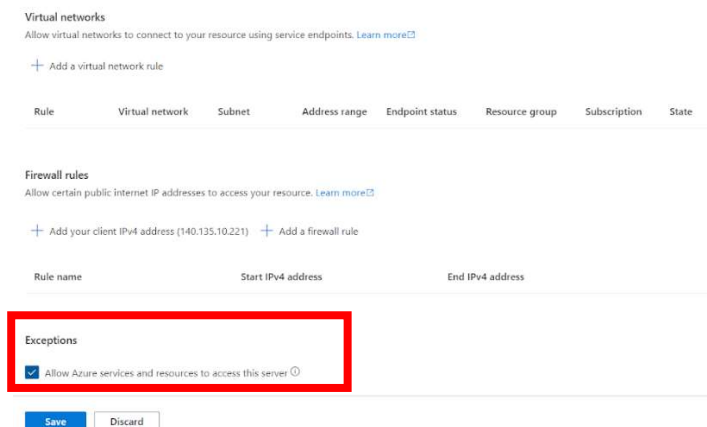 Virtual networks
Allow virtual networks to connect to your resource using service endpoints. Learn more
+ Add a virtual network rule
Rule Virtual network Subnet Address range Endpoint status Resource group Subscription State
Firewall rules
Allow certain public internet IP addresses to access your resource. Learn more
+ Add your client IPv4 address (140.135.10.221) + Add a firewall rule
Rule name Start IPv4 address End IPv4 address
Exceptions
Allow Azure services and resources to access this server
Save Discard